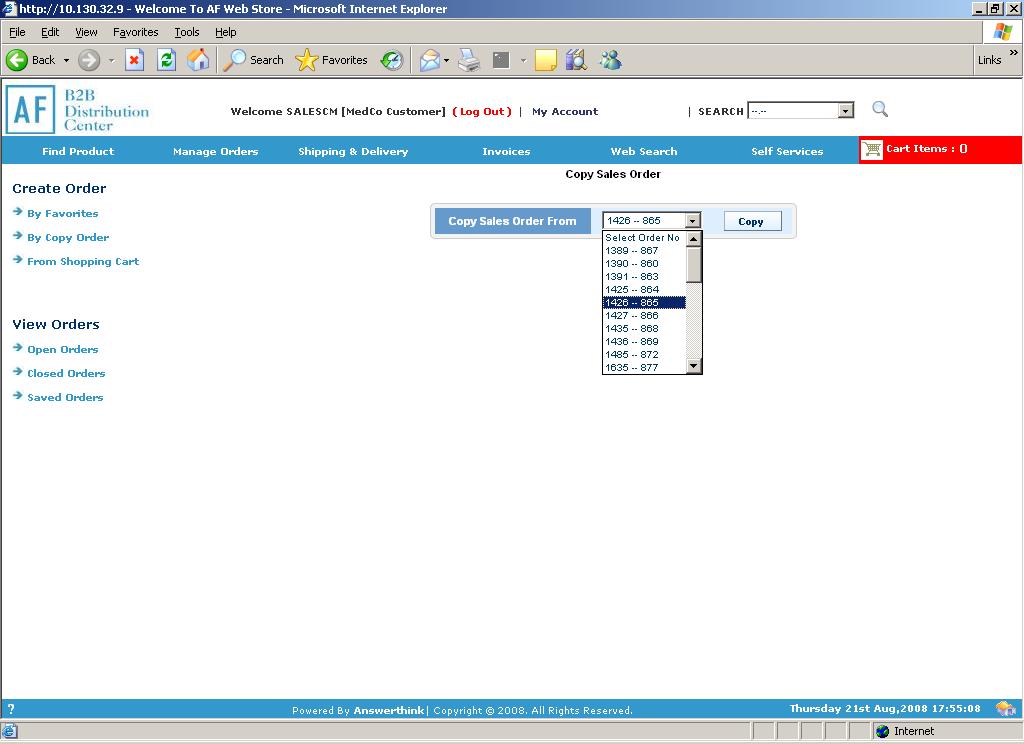 http://10.130.32.9 - Welcome To AF Web Store - Microsoft Internet Explorer
File Edit View Favorites Tools Help
Back Search Favorites Links »
AF B2B
Distribution
Center
Welcome SALESCM [MedCo Customer] ( Log Out ) | My Account | SEARCH --.--
Find Product Manage Orders Shipping & Delivery Invoices Web Search Self Services Cart Items : 0
Copy Sales Order
Create Order
By Favorites
By Copy Order
From Shopping Cart
View Orders
Open Orders
Closed Orders
Saved Orders
Copy Sales Order From 1426 -- 865 Copy
Select Order No
1389 -- 867
1390 -- 860
1391 -- 863
1425 -- 864
1426 -- 865
1427 -- 866
1435 -- 868
1436 -- 869
1485 -- 872
1635 -- 877
? Powered By Answerthink| Copyright © 2008. All Rights Reserved. Thursday 21st Aug,2008 17:55:08
Internet